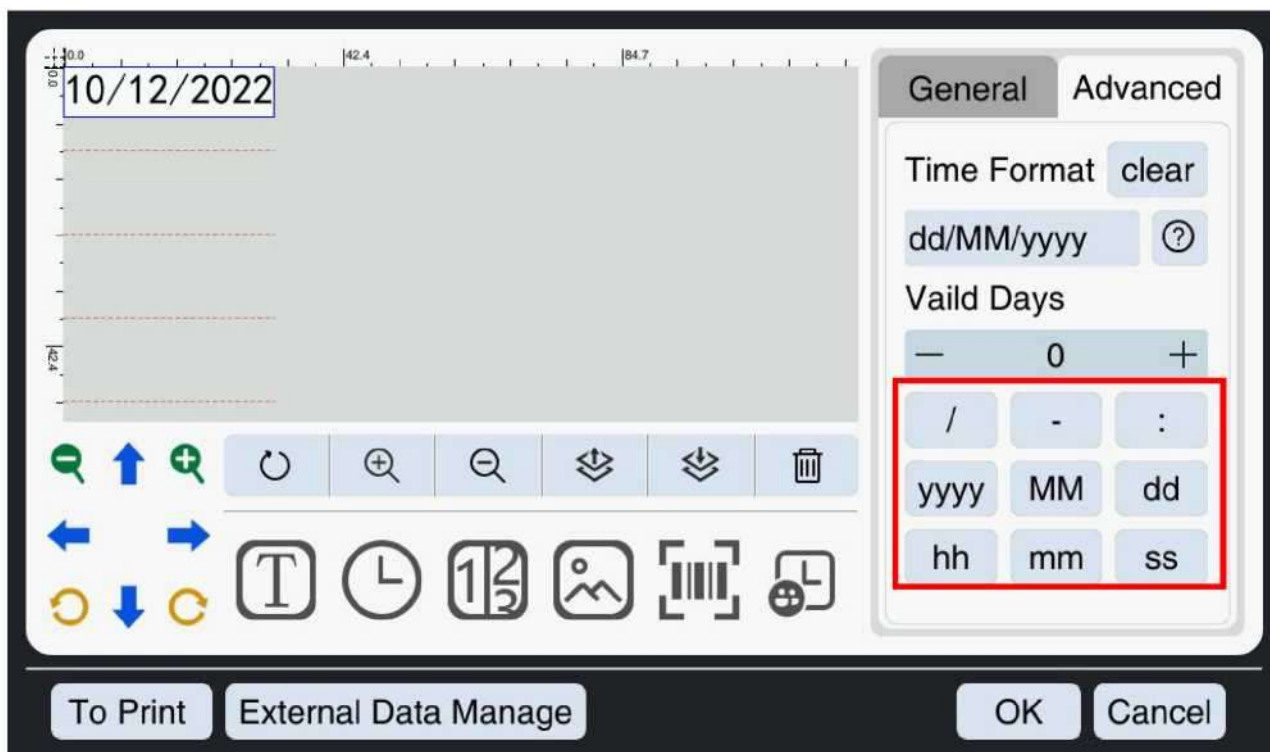 0.0 42.4 84.7
0.0
10/12/2022
42.4
General Advanced
Time Format clear
dd/MM/yyyy ?
Vaild Days
— 0 +
/ - :
yyyy MM dd
hh mm ss
T 123
To Print External Data Manage OK Cancel